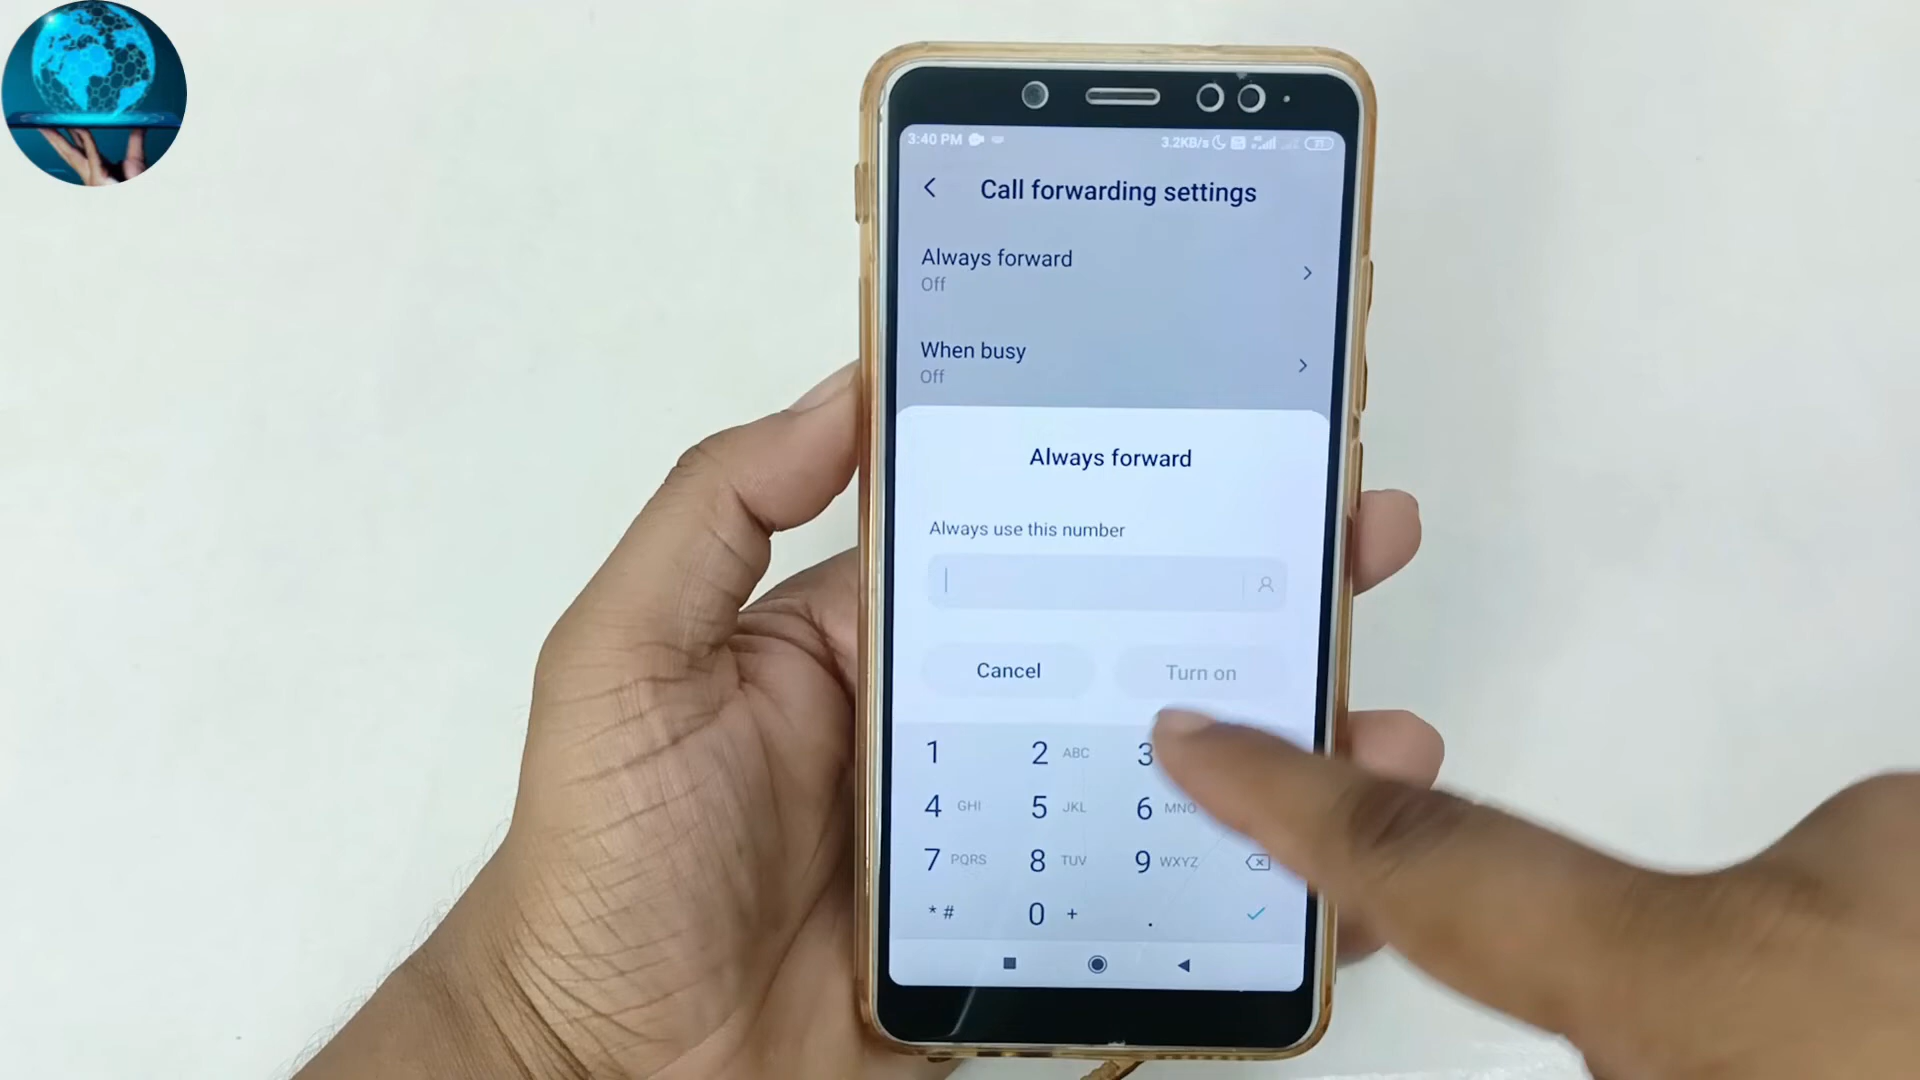 3:40 PM 3.2KB/s
Call forwarding settings
Always forward
Off
When busy
Off
Always forward
Always use this number
Cancel Turn on
1 2 ABC 3
4 GHI 5 JKL 6 MNO
7 PQRS 8 TUV 9 WXYZ
* # 0 + .